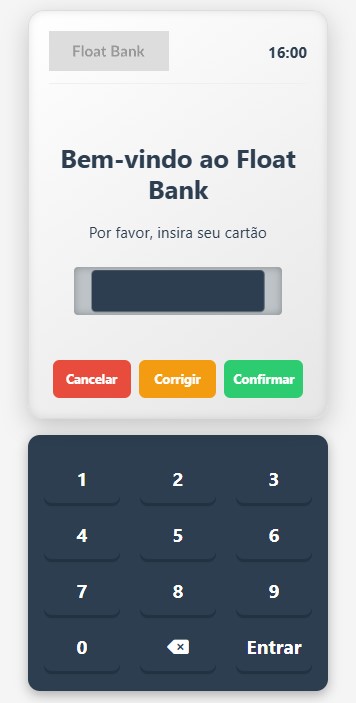 Float Bank
16:00
Bem-vindo ao Float
Bank
Por favor, insira seu cartão
Cancelar
Corrigir
Confirmar
1 2 3
4 5 6
7 8 9
0 Entrar